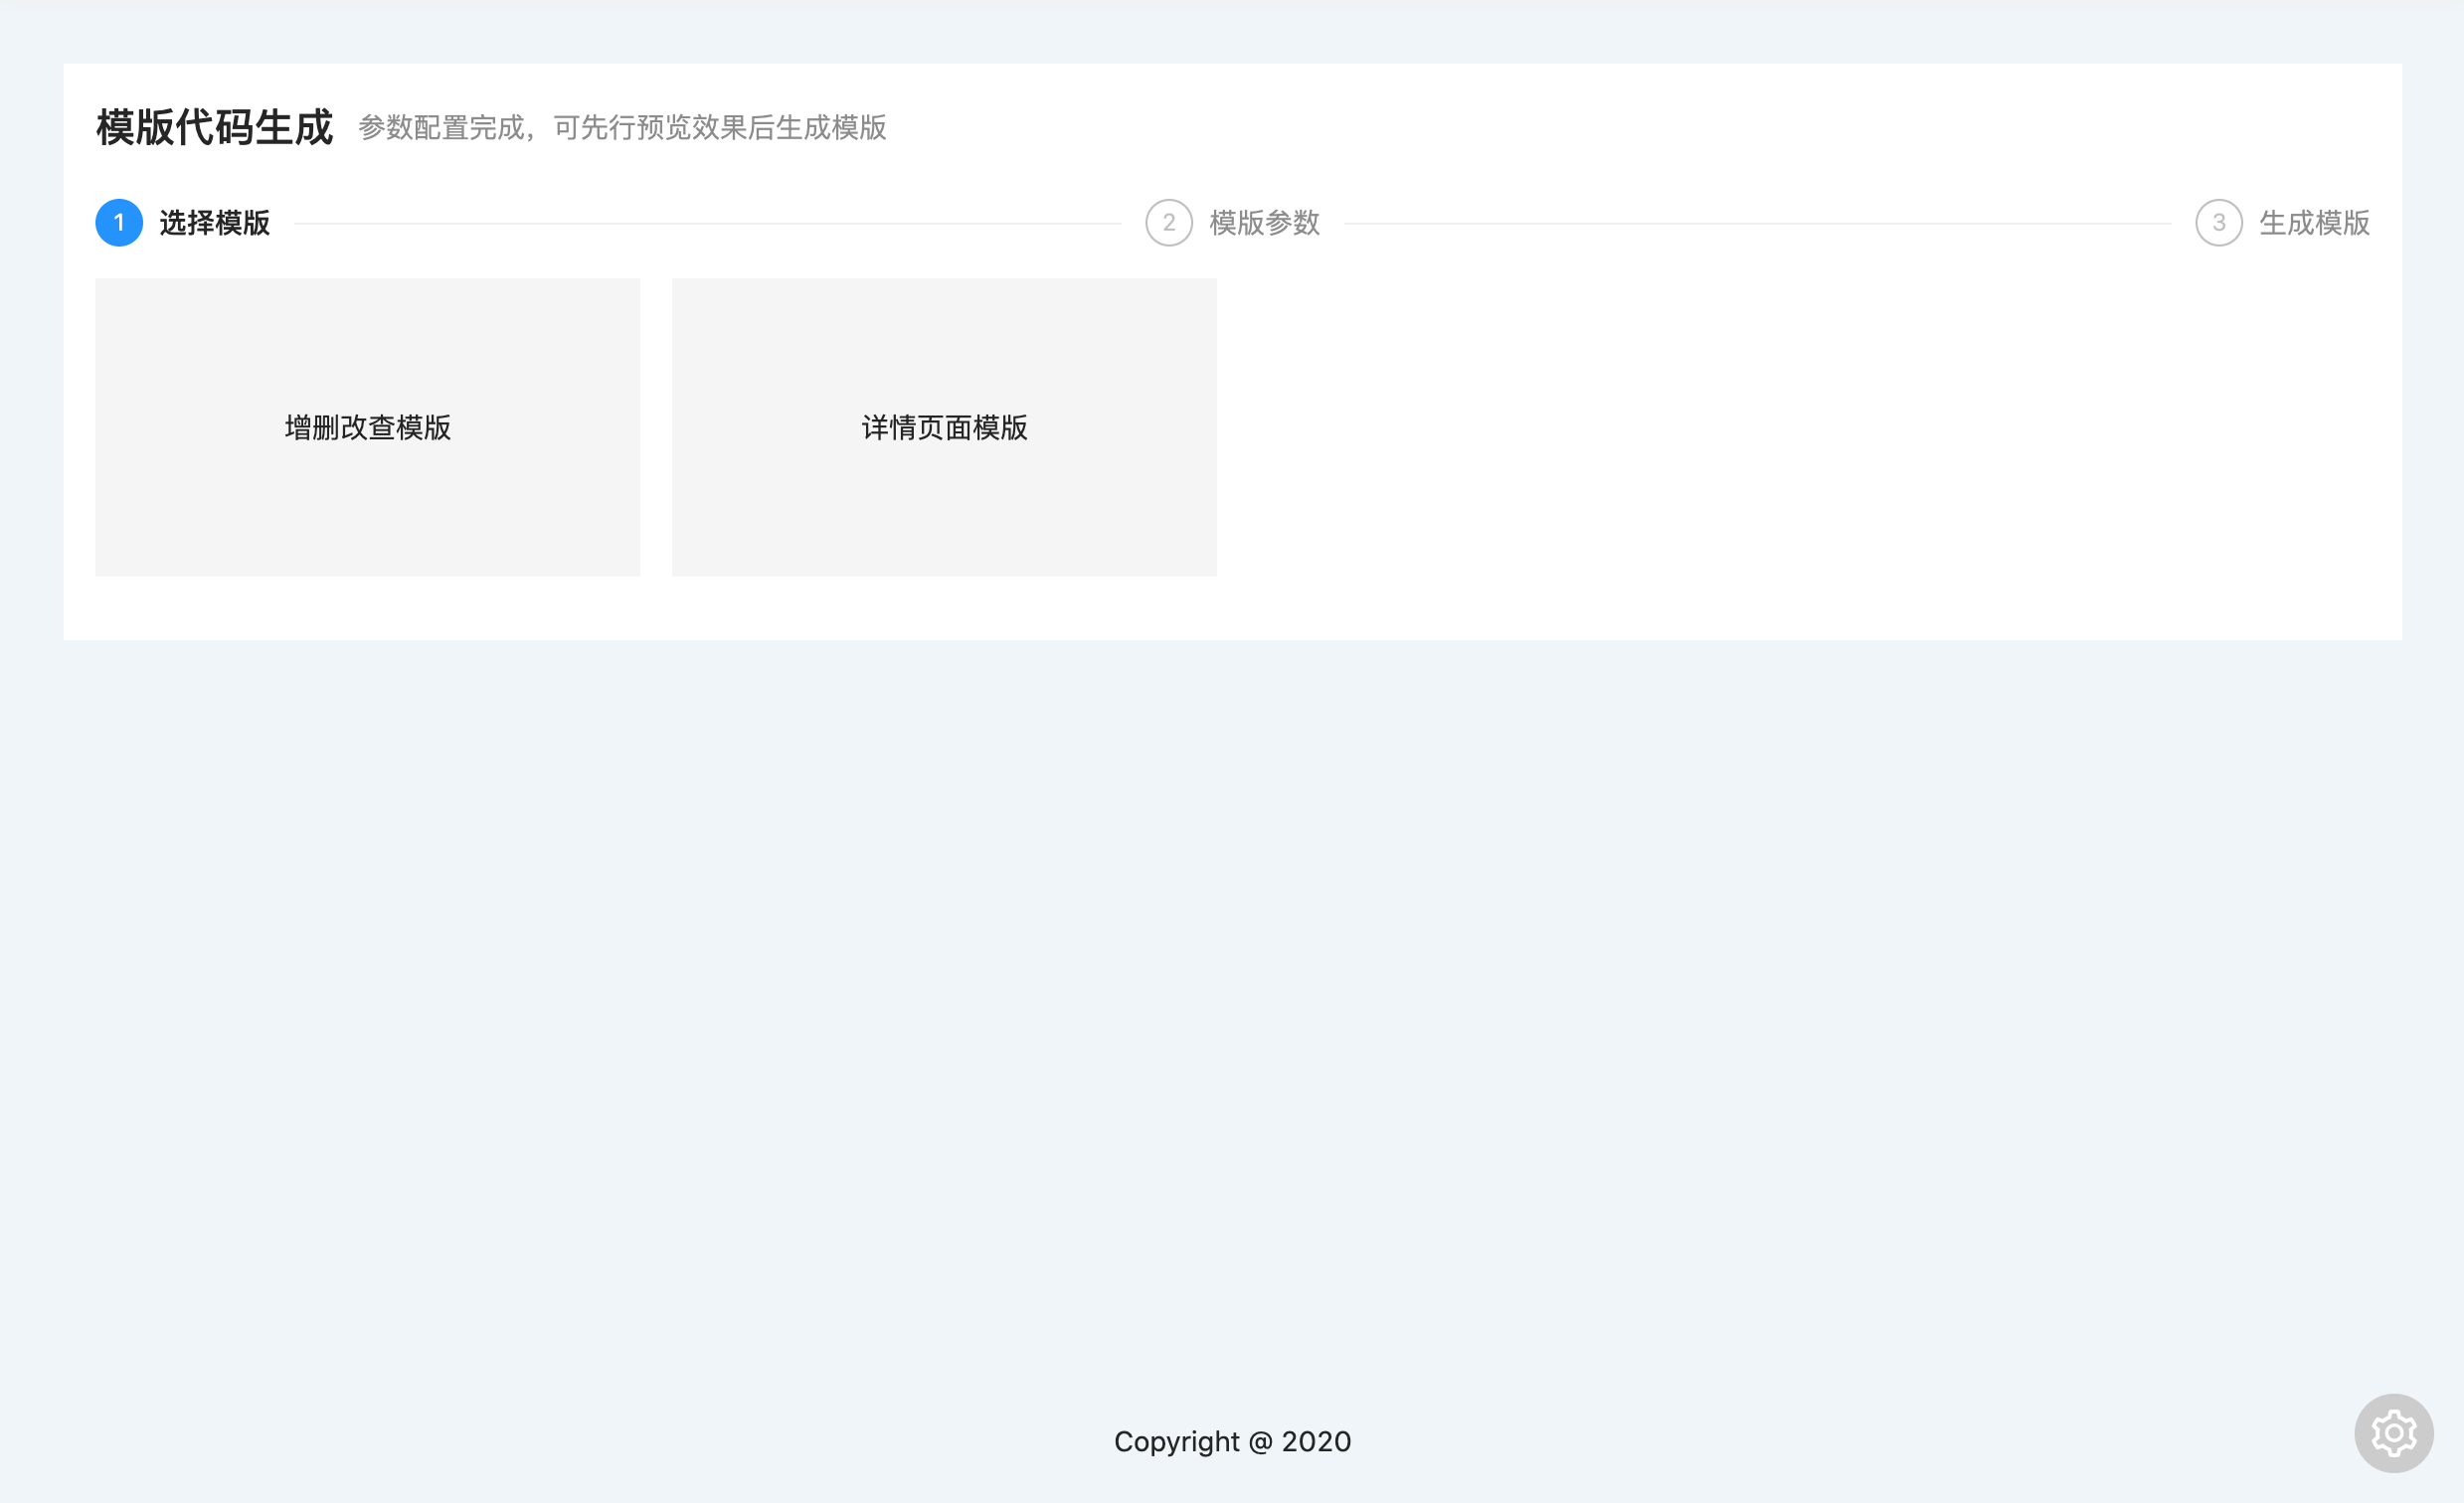 模版代码生成 参数配置完成，可先行预览效果后生成模版
1 选择模版 2 模版参数 3 生成模版
增删改查模版 详情页面模版
Copyright @ 2020